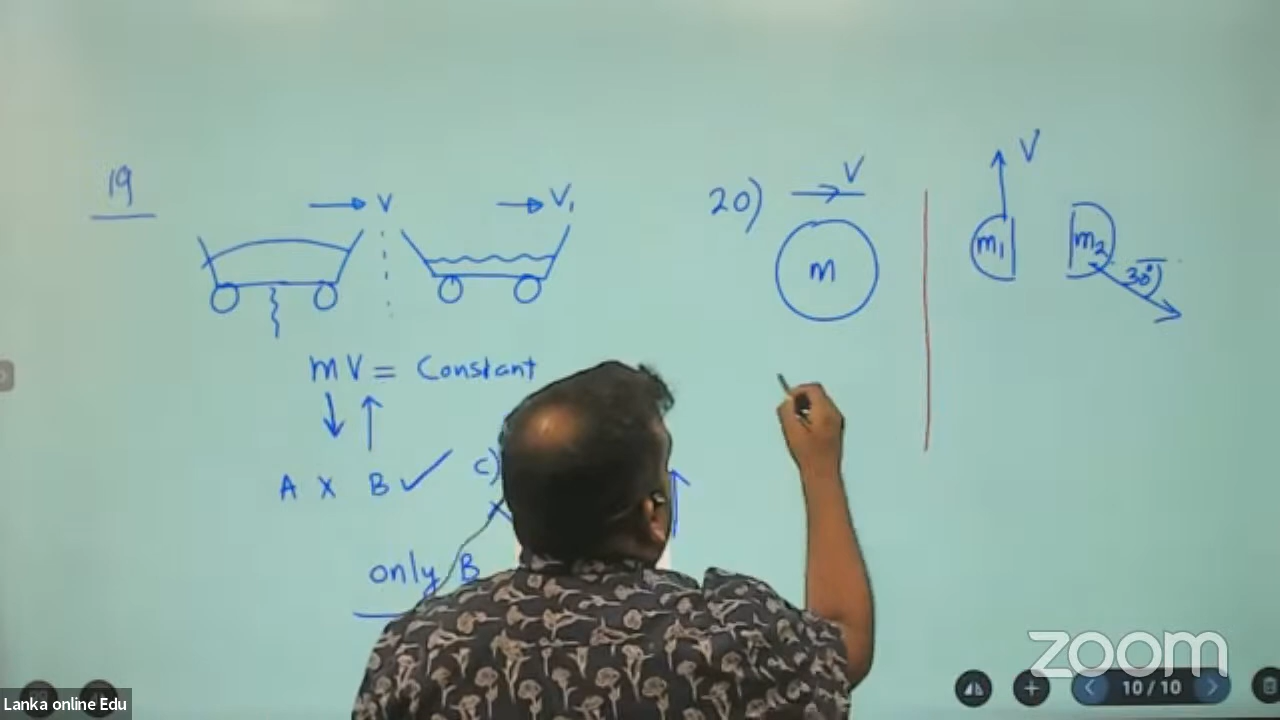 19
V
V₁
mV = Constant
A X B ✓ c)
only B
20) V
m
V
m₁
m₂
30°
zoom
10 / 10
Lanka online Edu